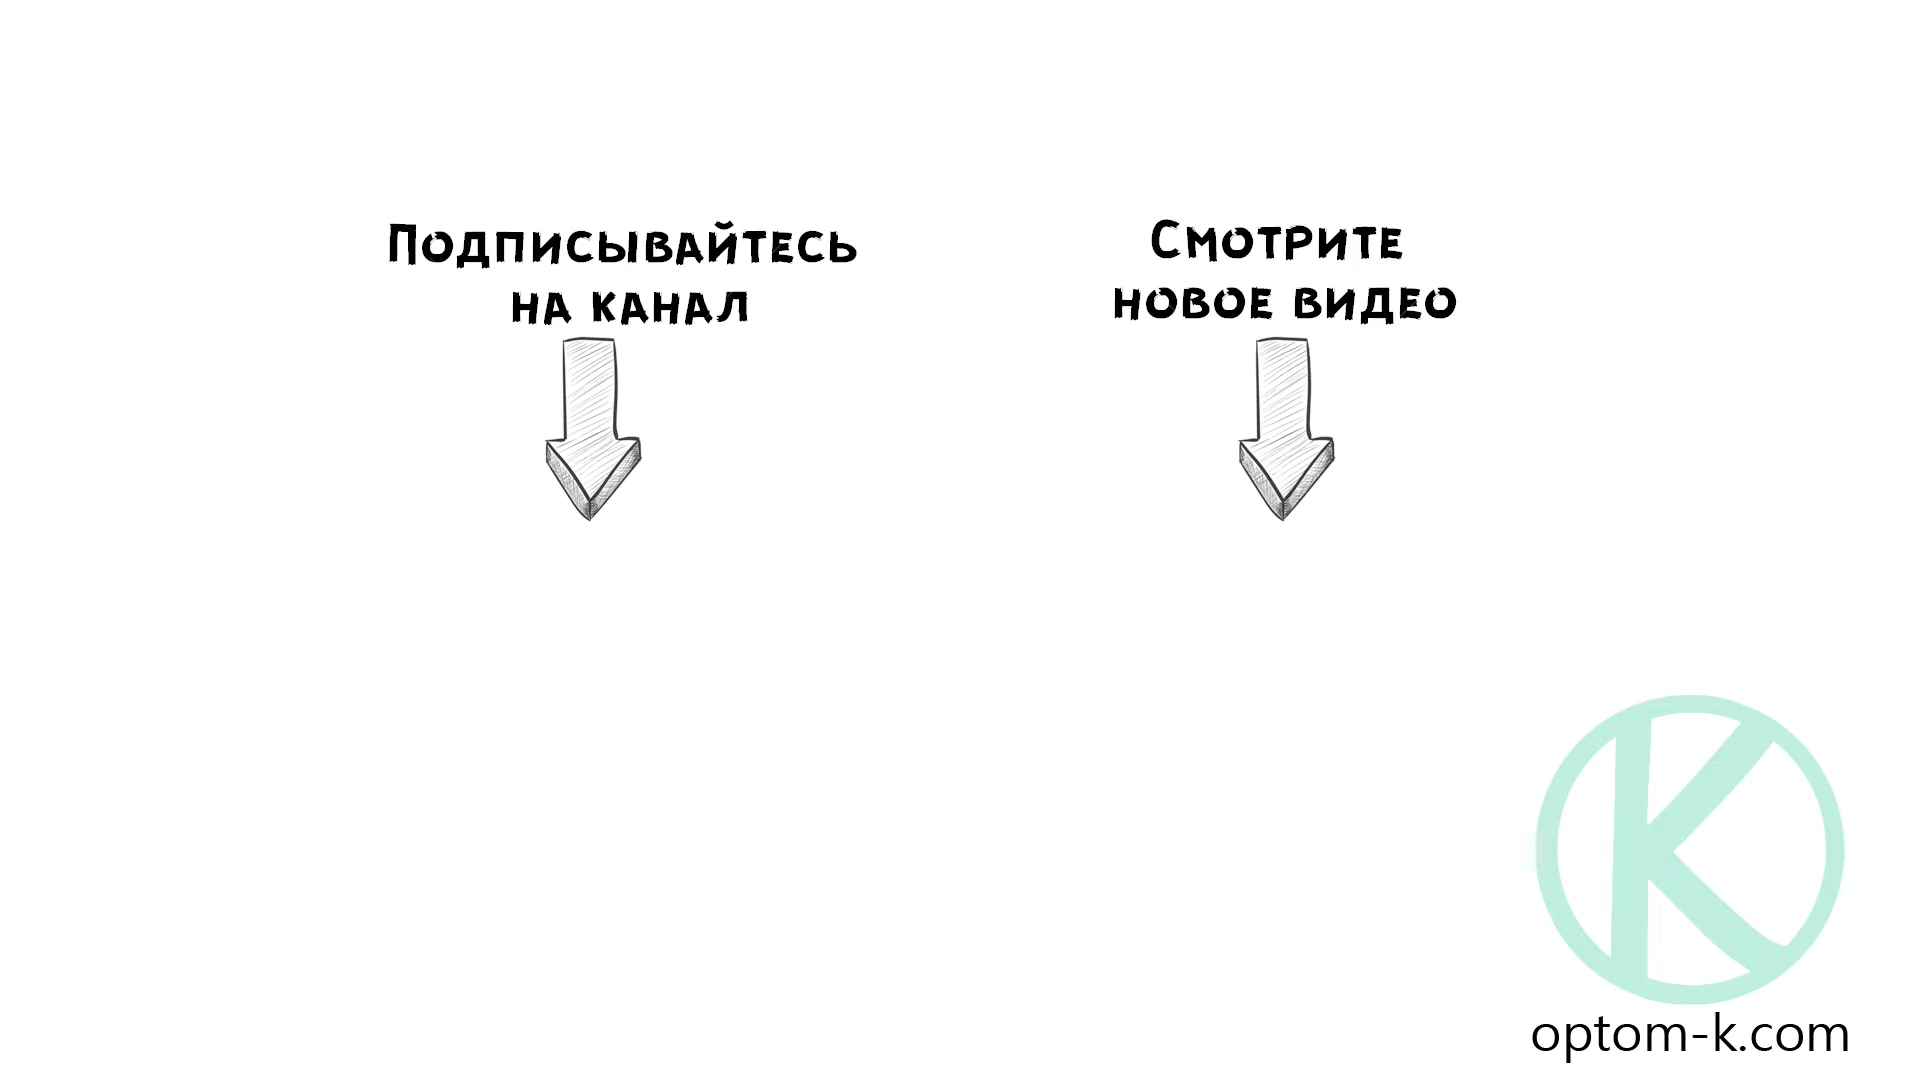 Подписывайтесь
на канал
Смотрите
новое видео
K
optom-k.com